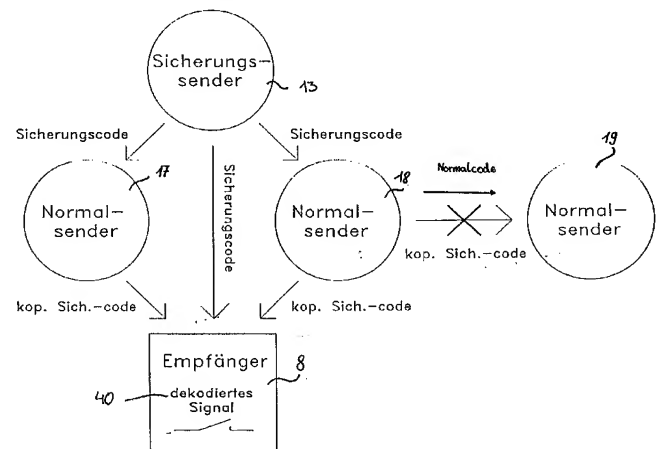 Sicherungs-
sender
13
Sicherungscode
Sicherungscode
Sicherungscode
17
18
19
Normalcode
Normal-
sender
Normal-
sender
Normal-
sender
kop. Sich.-code
kop. Sich.-code
kop. Sich.-code
Empfänger
8
40
dekodiertes
Signal